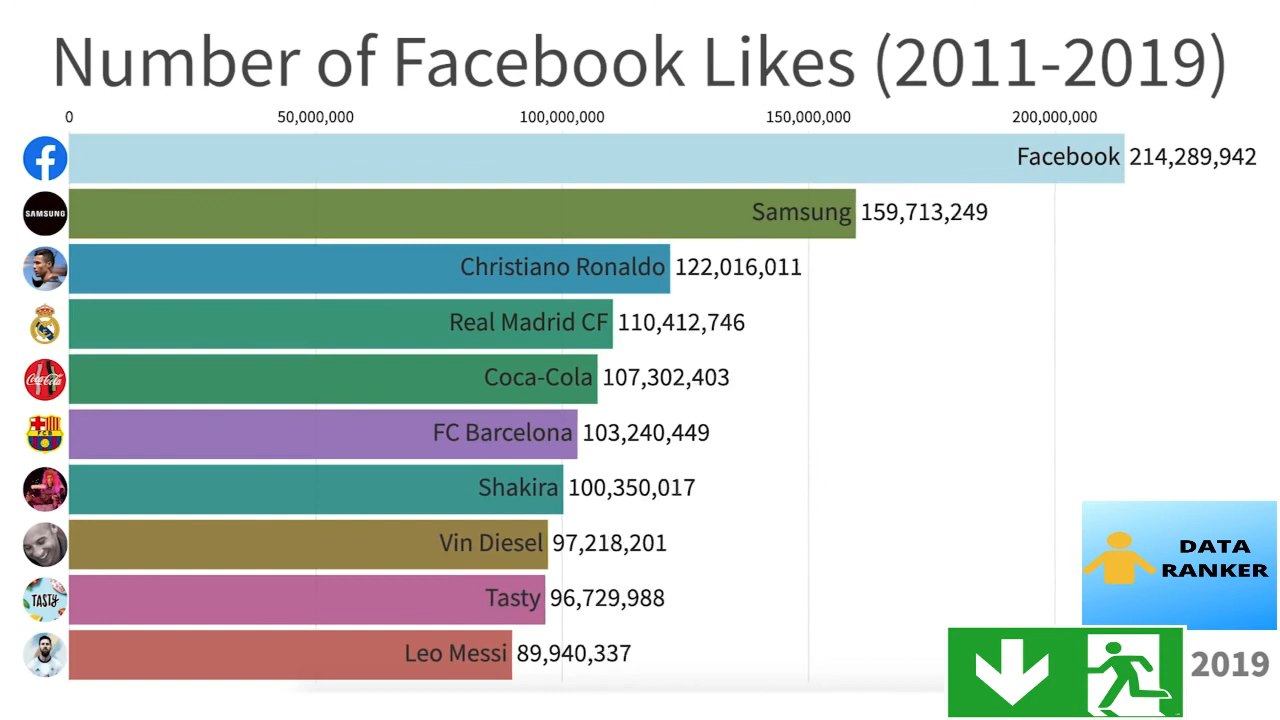 Number of Facebook Likes (2011-2019)
0 50,000,000 100,000,000 150,000,000 200,000,000
Facebook 214,289,942
SAMSUNG Samsung 159,713,249
Christiano Ronaldo 122,016,011
Real Madrid CF 110,412,746
Coca-Cola Coca-Cola 107,302,403
FCB FC Barcelona 103,240,449
Shakira 100,350,017
Vin Diesel 97,218,201
TASTY Tasty 96,729,988
Leo Messi 89,940,337
DATA
RANKER
2019